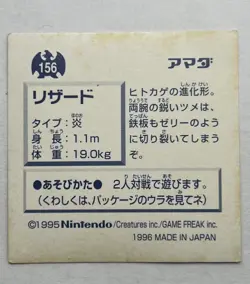 156
アマダ
リザード
タイプ：炎
身長：1.1m
体重：19.0kg
ヒトカゲの進化形。
両腕の鋭いツメは、
鉄板もゼリーのよう
に切り裂いてしまう
ぞ。
●あそびかた● 2人対戦で遊びます。
（くわしくは、パッケージのウラを見てネ）
©1995 Nintendo/Creatures inc./GAME FREAK inc.
1996 MADE IN JAPAN